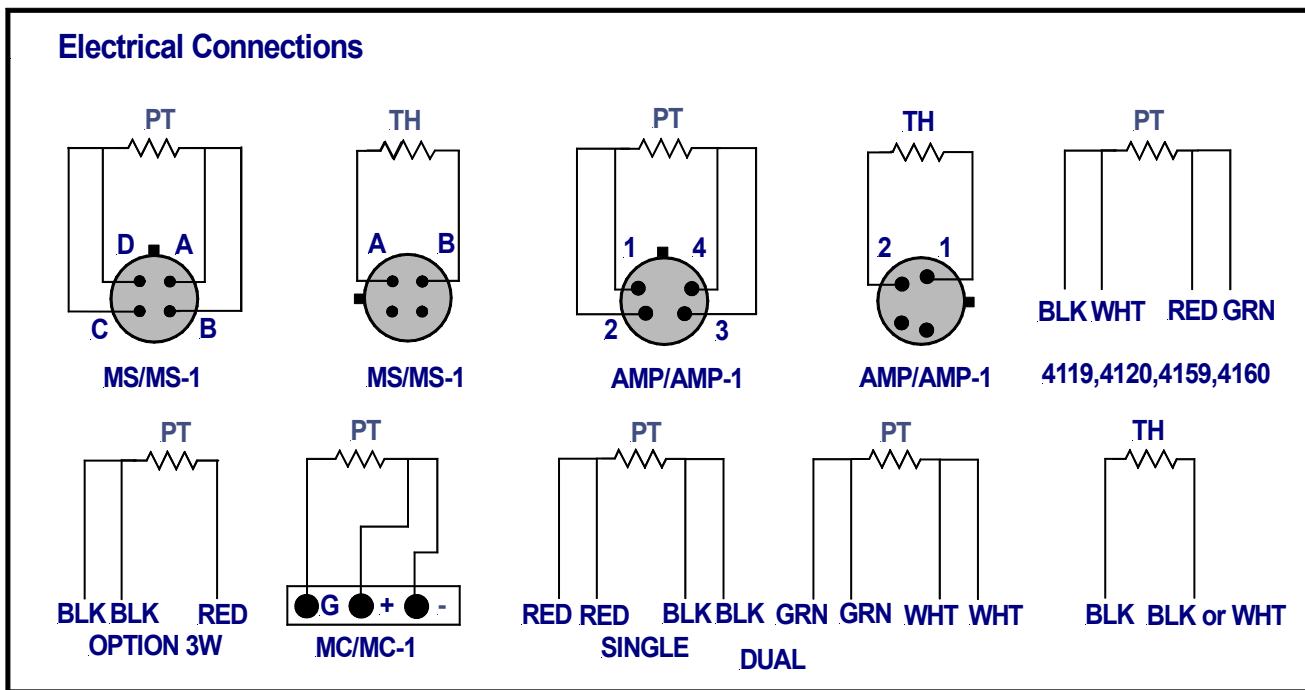 Electrical Connections
PT
TH
PT
TH
PT
D A
C B
MS/MS-1
A B
MS/MS-1
1 4
2 3
AMP/AMP-1
2 1
AMP/AMP-1
BLK WHT RED GRN
4119,4120,4159,4160
PT
PT
PT
PT
TH
BLK BLK RED
OPTION 3W
G + -
MC/MC-1
RED RED BLK BLK
SINGLE
GRN GRN WHT WHT
DUAL
BLK BLK or WHT